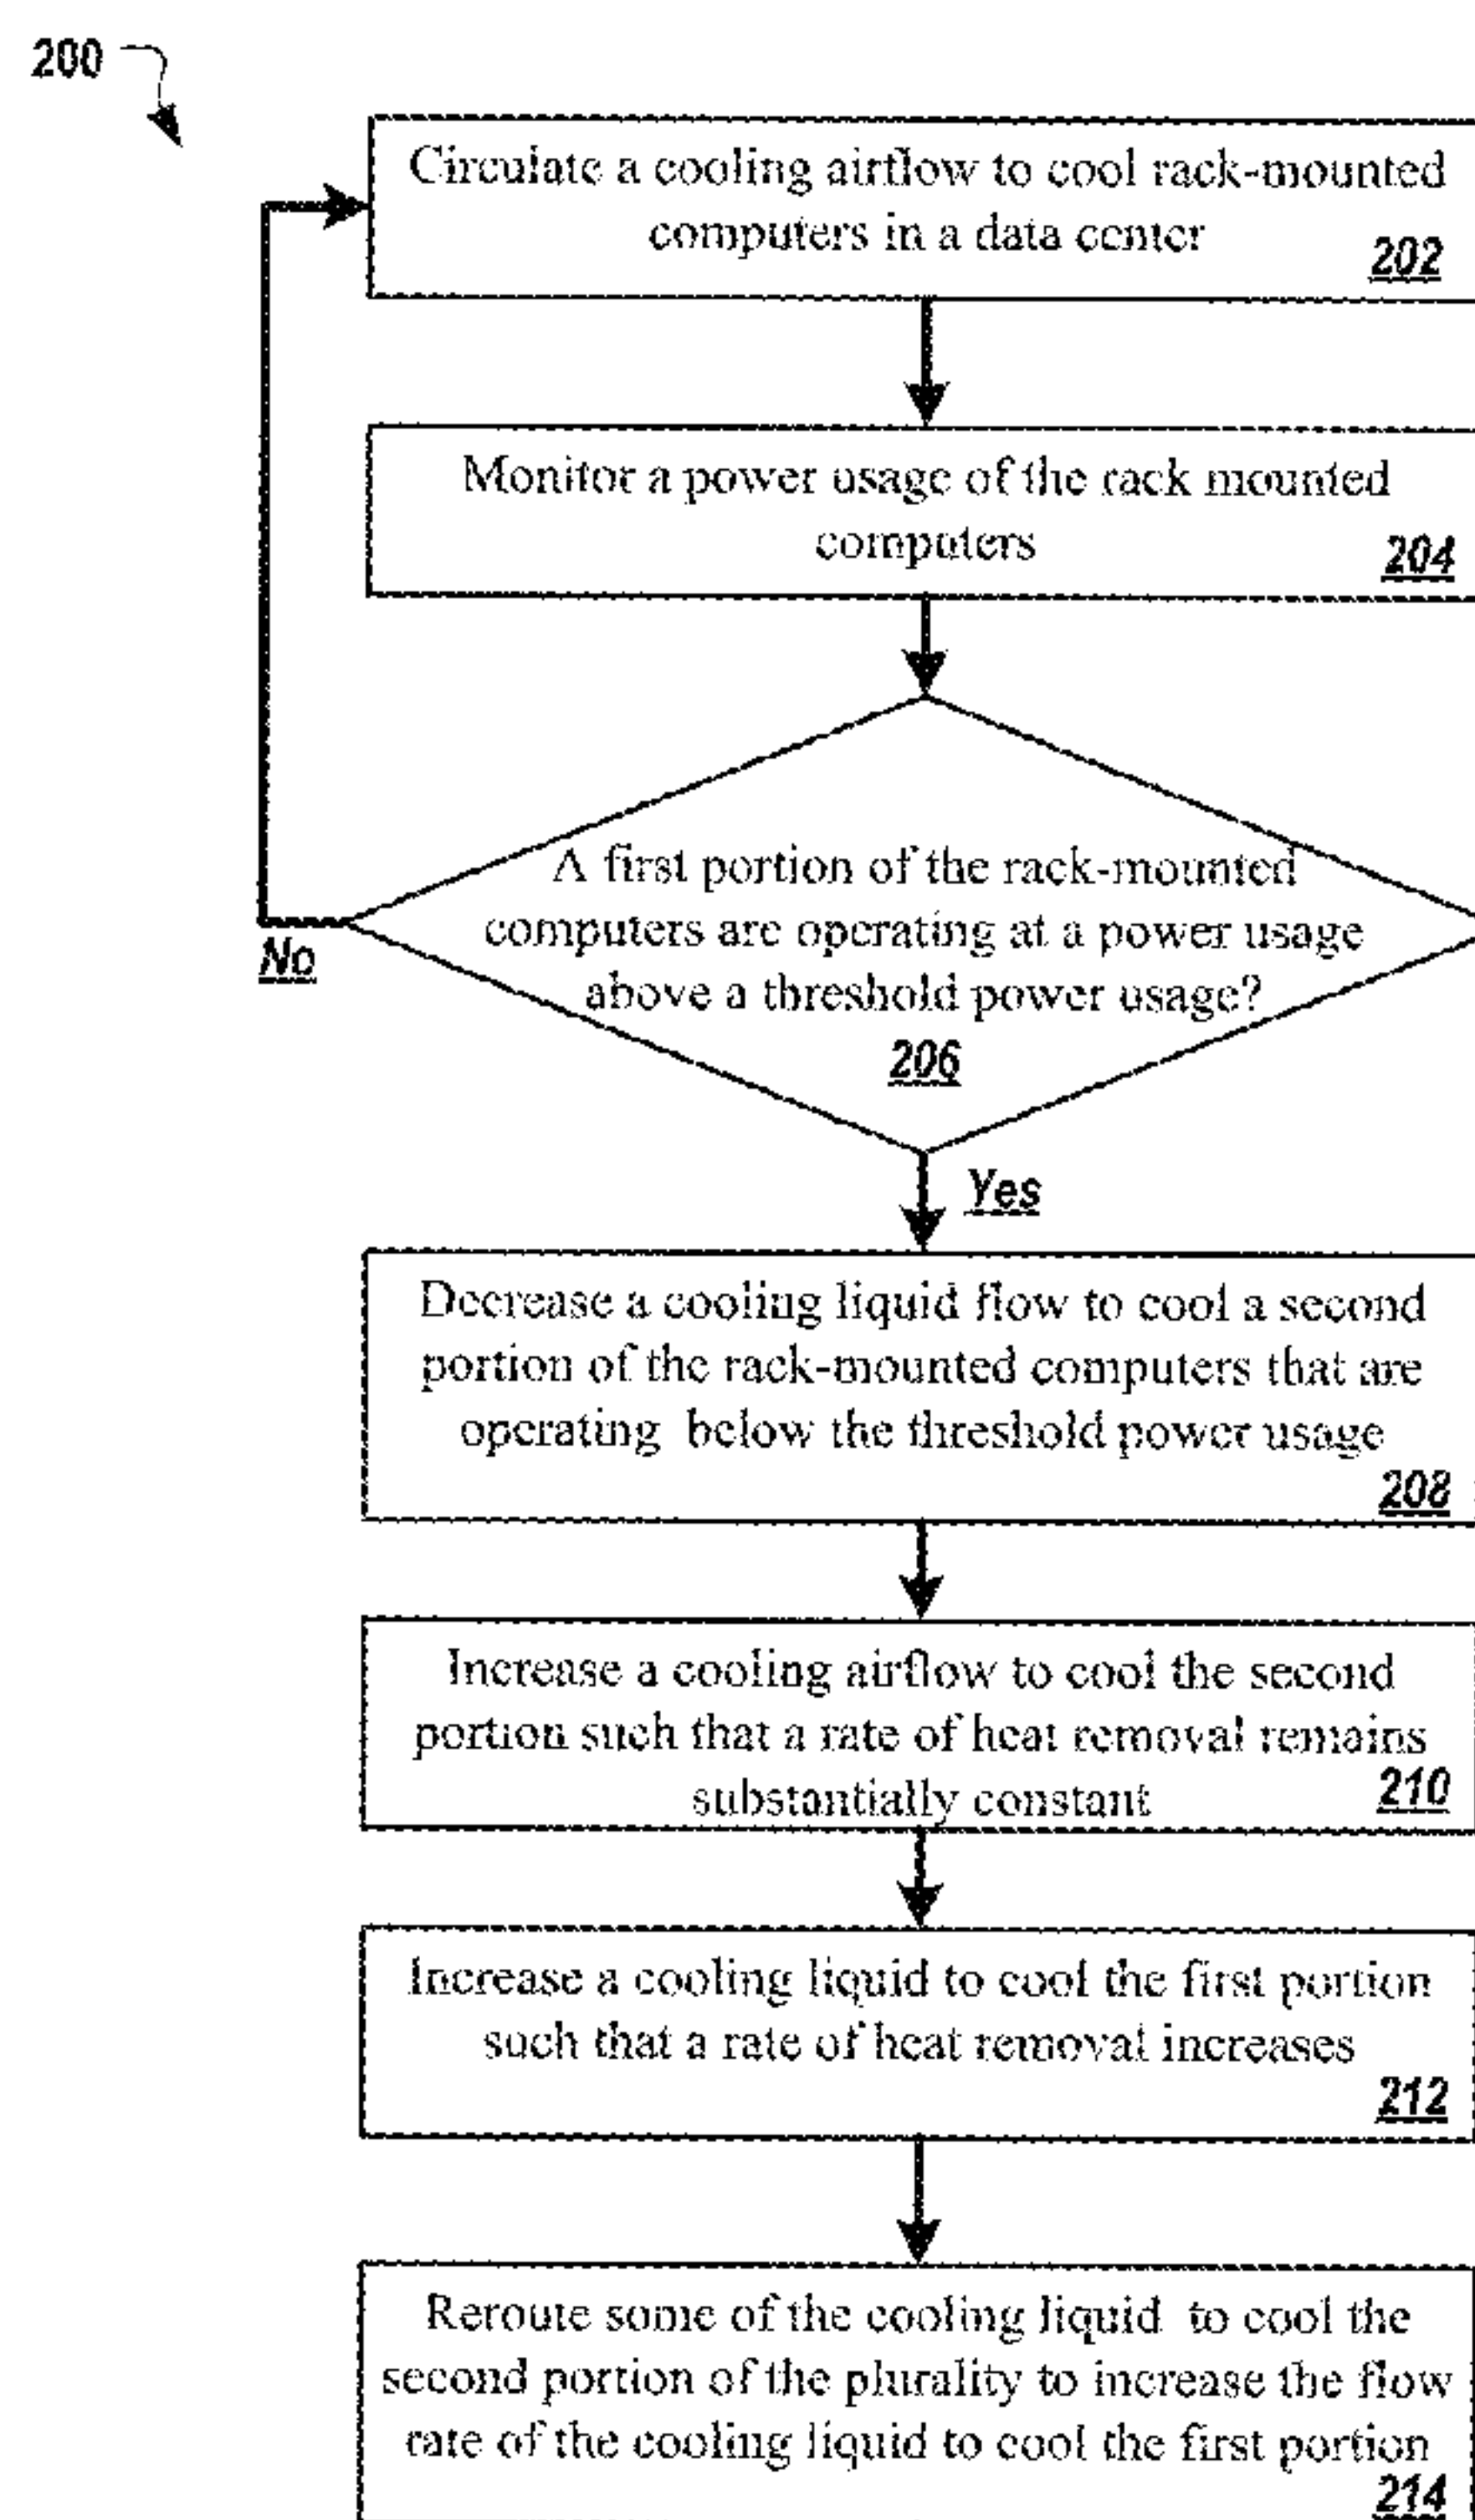 200
Circulate a cooling airflow to cool rack-mounted
computers in a data center
202
Monitor a power usage of the rack mounted
computers
204
A first portion of the rack-mounted
computers are operating at a power usage
above a threshold power usage?
206
No
Yes
Decrease a cooling liquid flow to cool a second
portion of the rack-mounted computers that are
operating below the threshold power usage
208
Increase a cooling airflow to cool the second
portion such that a rate of heat removal remains
substantially constant
210
Increase a cooling liquid to cool the first portion
such that a rate of heat removal increases
212
Reroute some of the cooling liquid to cool the
second portion of the plurality to increase the flow
rate of the cooling liquid to cool the first portion
214